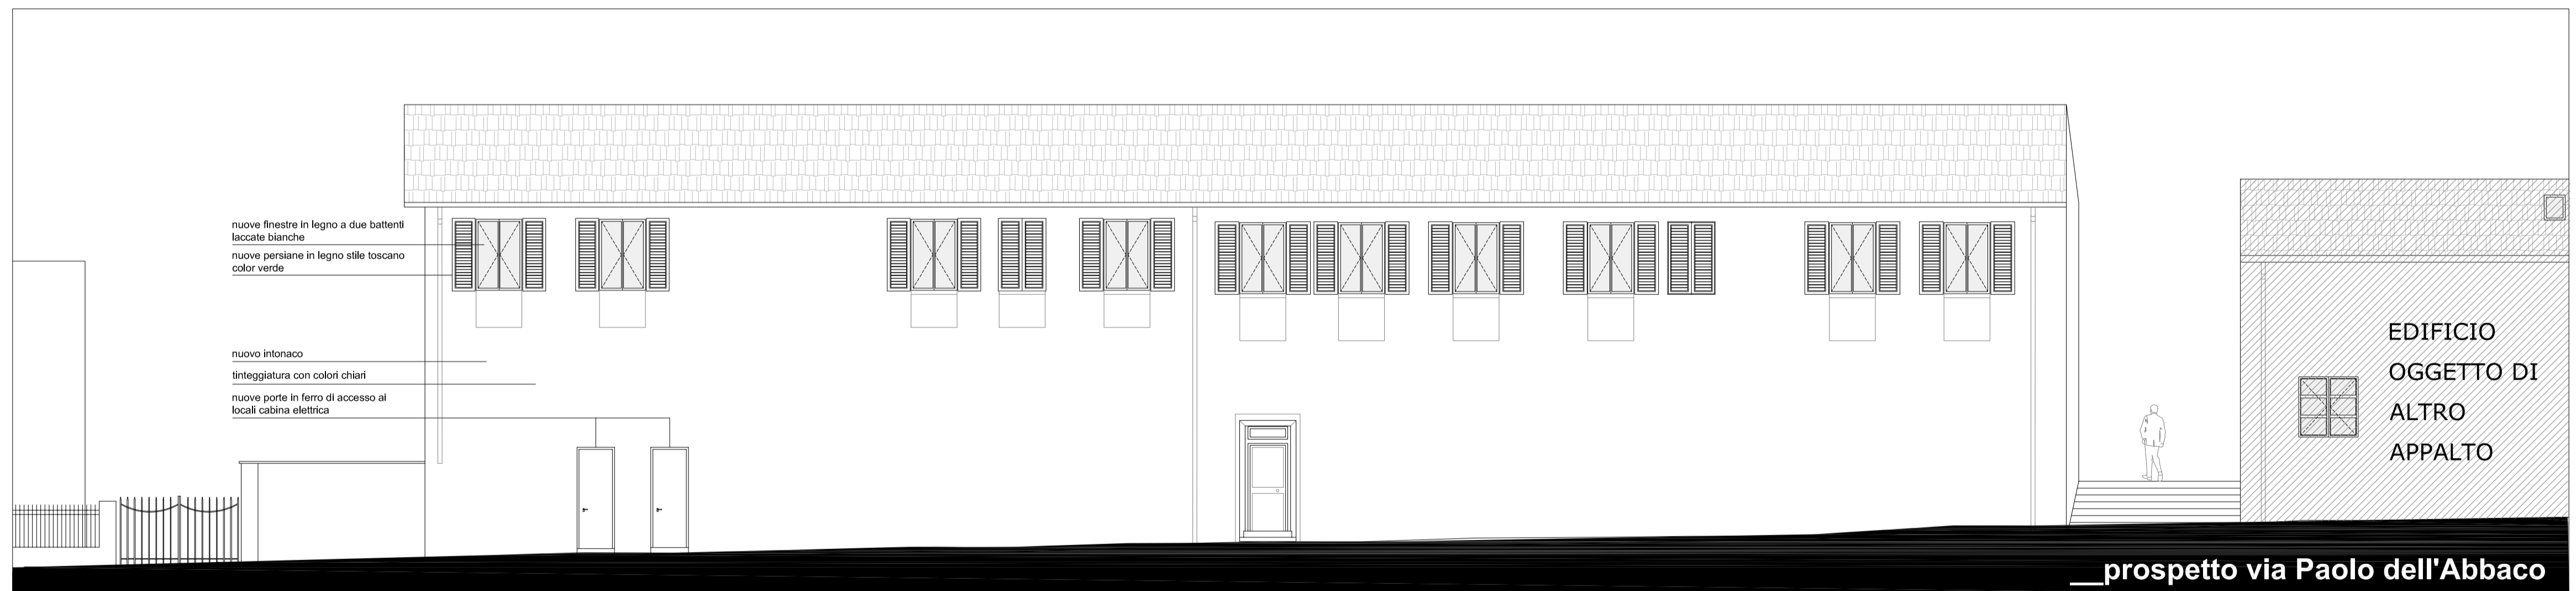 nuove finestre in legno a due battenti
laccate bianche
nuove persiane in legno stile toscano
color verde
nuovo intonaco
tinteggiatura con colori chiari
nuove porte in ferro di accesso ai
locali cabina elettrica
EDIFICIO
OGGETTO DI
ALTRO
APPALTO
__prospetto via Paolo dell'Abbaco